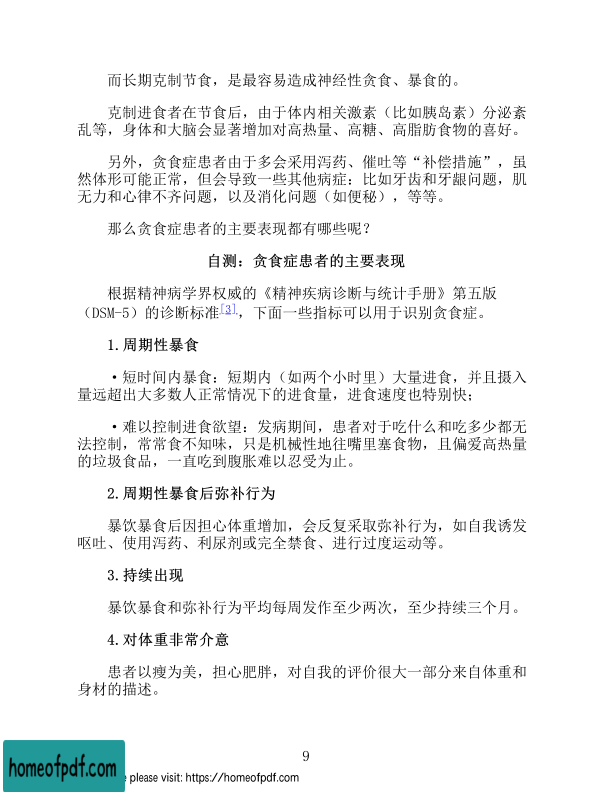 而长期克制节食，是最容易造成神经性贪食、暴食的。
克制进食者在节食后，由于体内相关激素（比如胰岛素）分泌紊
乱等，身体和大脑会显著增加对高热量、高糖、高脂肪食物的喜好。
另外，贪食症患者由于多会采用泻药、催吐等“补偿措施”，虽
然体形可能正常，但会导致一些其他病症：比如牙齿和牙龈问题，肌
无力和心律不齐问题，以及消化问题（如便秘），等等。
那么贪食症患者的主要表现都有哪些呢？
自测：贪食症患者的主要表现
根据精神病学界权威的《精神疾病诊断与统计手册》第五版
（DSM-5）的诊断标准[3]，下面一些指标可以用于识别贪食症。
1.周期性暴食
·短时间内暴食：短期内（如两个小时里）大量进食，并且摄入
量远超出大多数人正常情况下的进食量，进食速度也特别快；
·难以控制进食欲望：发病期间，患者对于吃什么和吃多少都无
法控制，常常食不知味，只是机械性地往嘴里塞食物，且偏爱高热量
的垃圾食品，一直吃到腹胀难以忍受为止。
2.周期性暴食后弥补行为
暴饮暴食后因担心体重增加，会反复采取弥补行为，如自我诱发
呕吐、使用泻药、利尿剂或完全禁食、进行过度运动等。
3.持续出现
暴饮暴食和弥补行为平均每周发作至少两次，至少持续三个月。
4.对体重非常介意
患者以瘦为美，担心肥胖，对自我的评价很大一部分来自体重和
身材的描述。
9
homeofpdf.com
please visit: https://homeofpdf.com